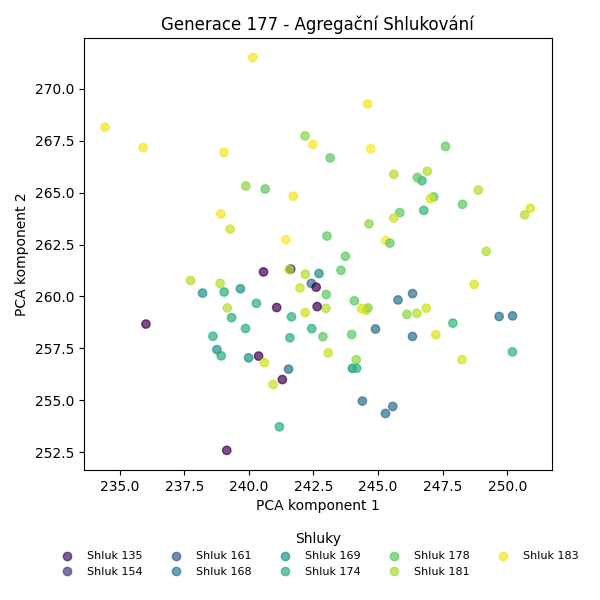 Generace 177 - Agregační Shlukování
270.0
267.5
265.0
262.5
260.0
257.5
255.0
252.5
PCA komponent 2
235.0 237.5 240.0 242.5 245.0 247.5 250.0
PCA komponent 1
Shluky
Shluk 135 Shluk 161 Shluk 169 Shluk 178 Shluk 183
Shluk 154 Shluk 168 Shluk 174 Shluk 181